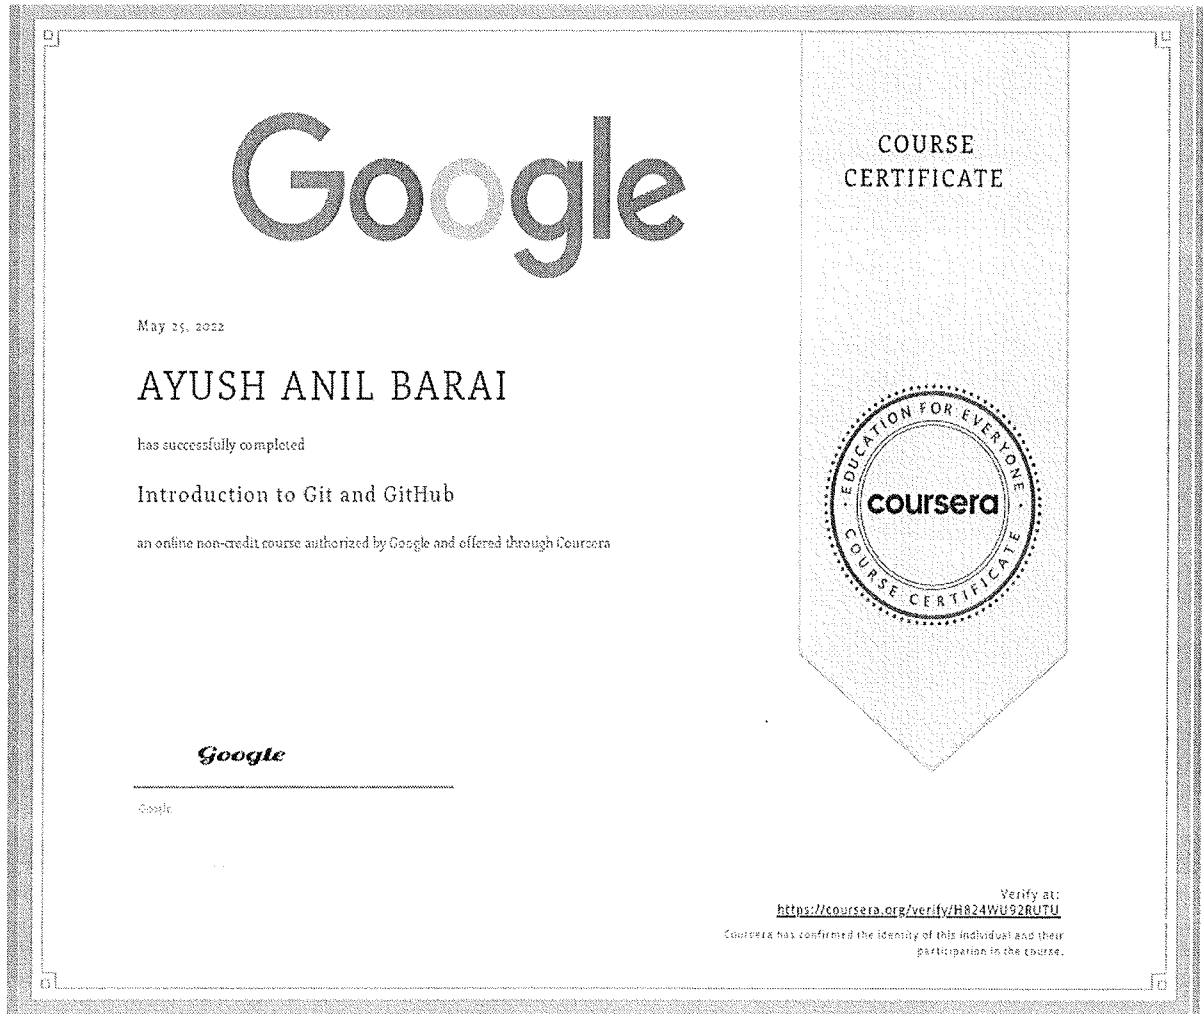 Google
COURSE
CERTIFICATE
May 25, 2022
AYUSH ANIL BARAI
has successfully completed
Introduction to Git and GitHub
an online non-credit course authorized by Google and offered through Coursera
EDUCATION FOR EVERYONE
coursera
COURSE CERTIFICATE
Google
Google
Verify at:
https://coursera.org/verify/H824WU92RUTU
Coursera has confirmed the identity of this individual and their
participation in the course.